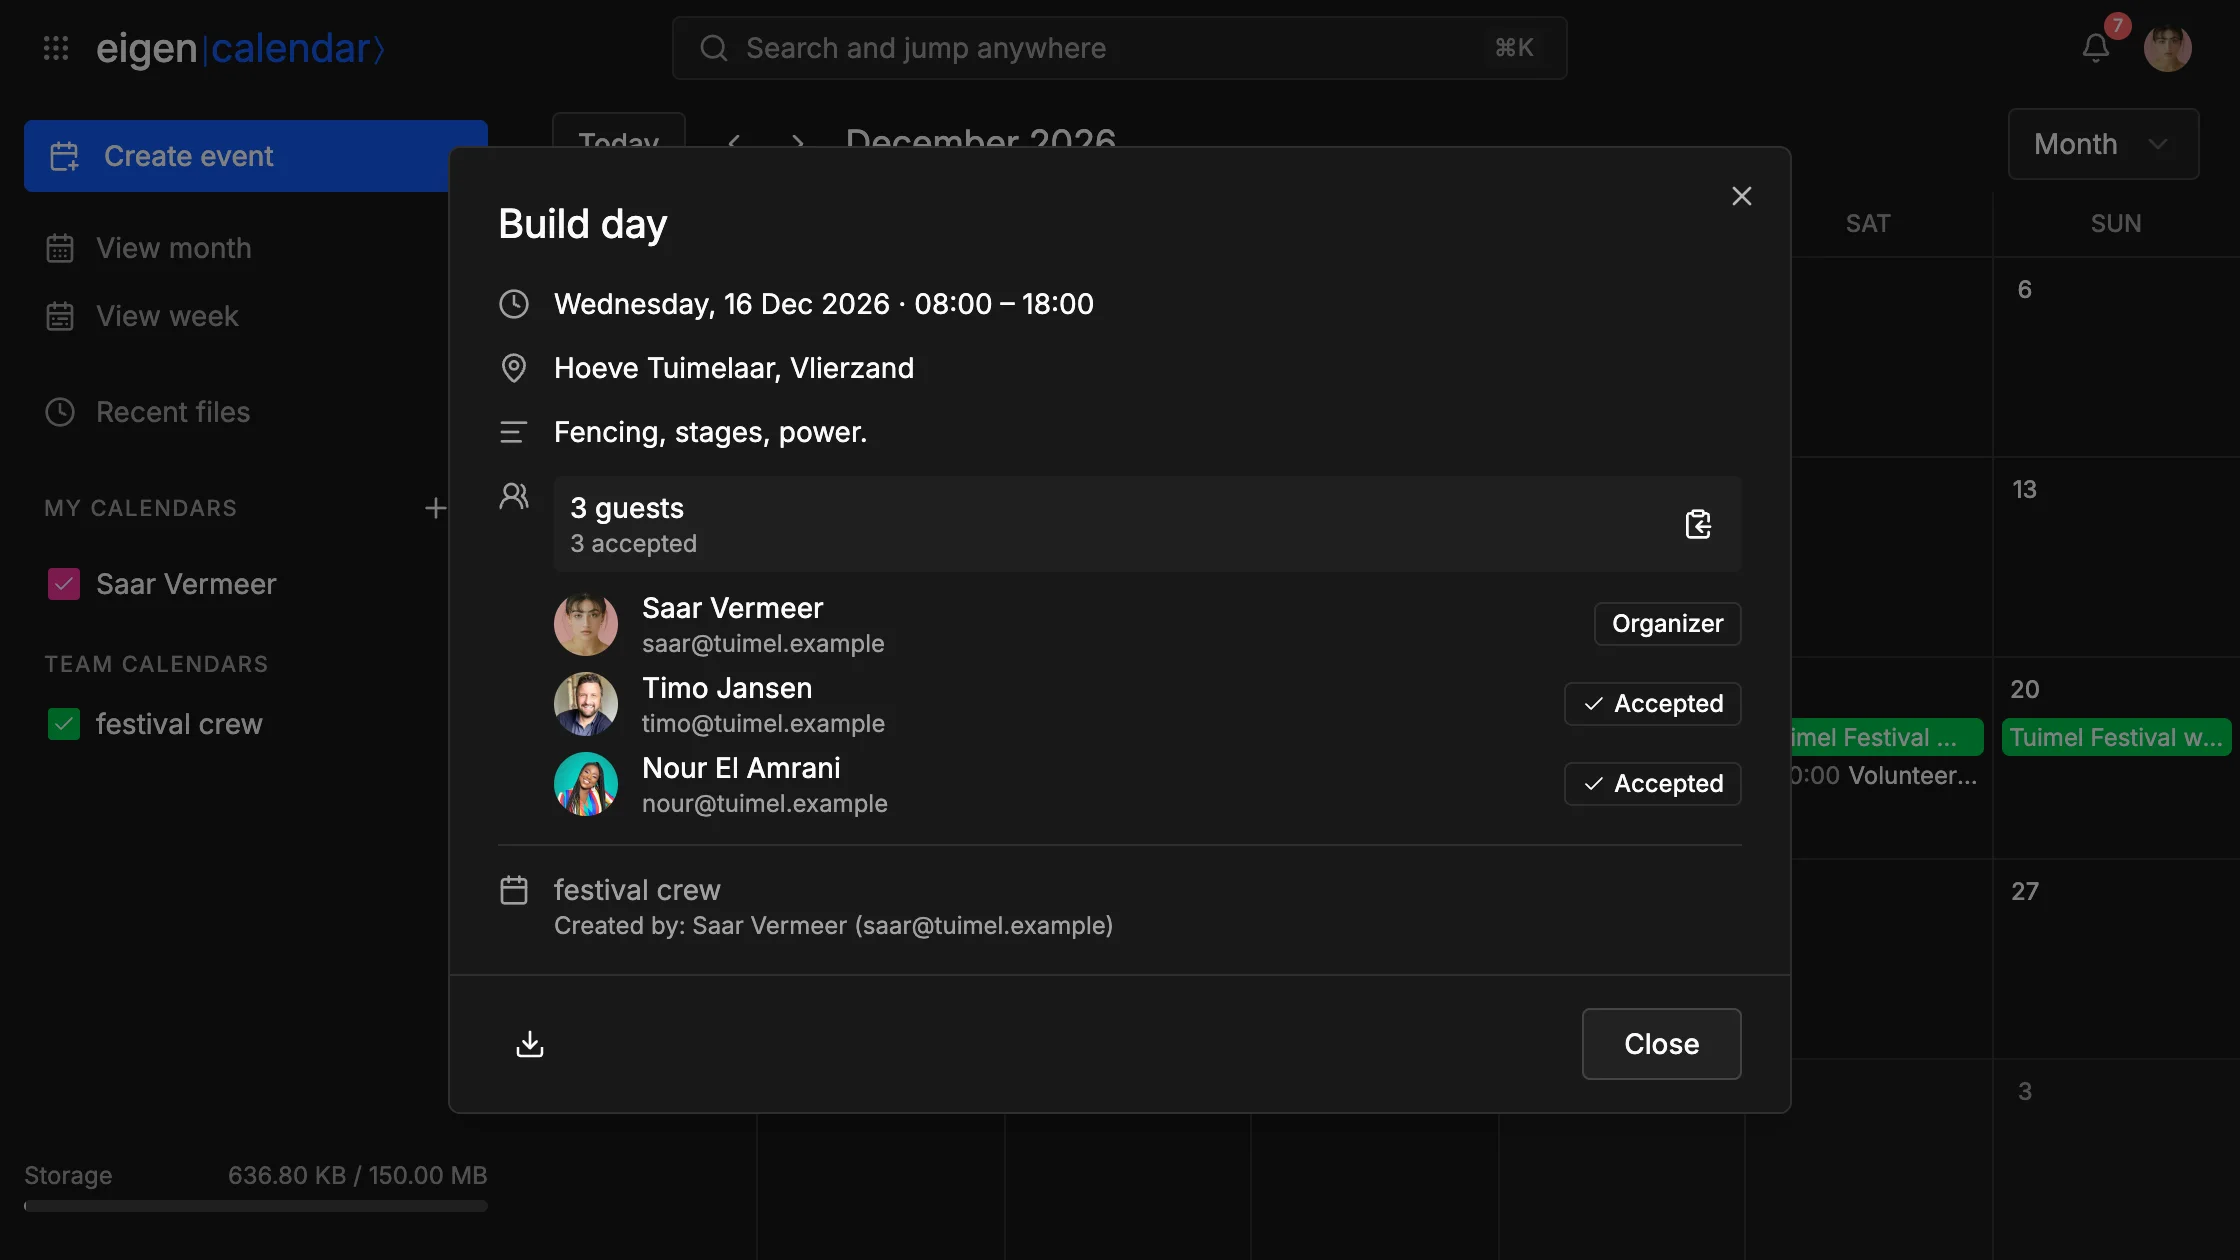 eigen|calendar
Search and jump anywhere ⌘K
7
Create event
Today
December 2026
Month
View month
View week
Recent files
MY CALENDARS
Saar Vermeer
TEAM CALENDARS
festival crew
Storage 636.80 KB / 150.00 MB
SAT SUN
6
13
20
imel Festival ... Tuimel Festival w...
0:00 Volunteer...
27
3
Build day
Wednesday, 16 Dec 2026 · 08:00 – 18:00
Hoeve Tuimelaar, Vlierzand
Fencing, stages, power.
3 guests
3 accepted
Saar Vermeer
saar@tuimel.example
Organizer
Timo Jansen
timo@tuimel.example
Accepted
Nour El Amrani
nour@tuimel.example
Accepted
festival crew
Created by: Saar Vermeer (saar@tuimel.example)
Close